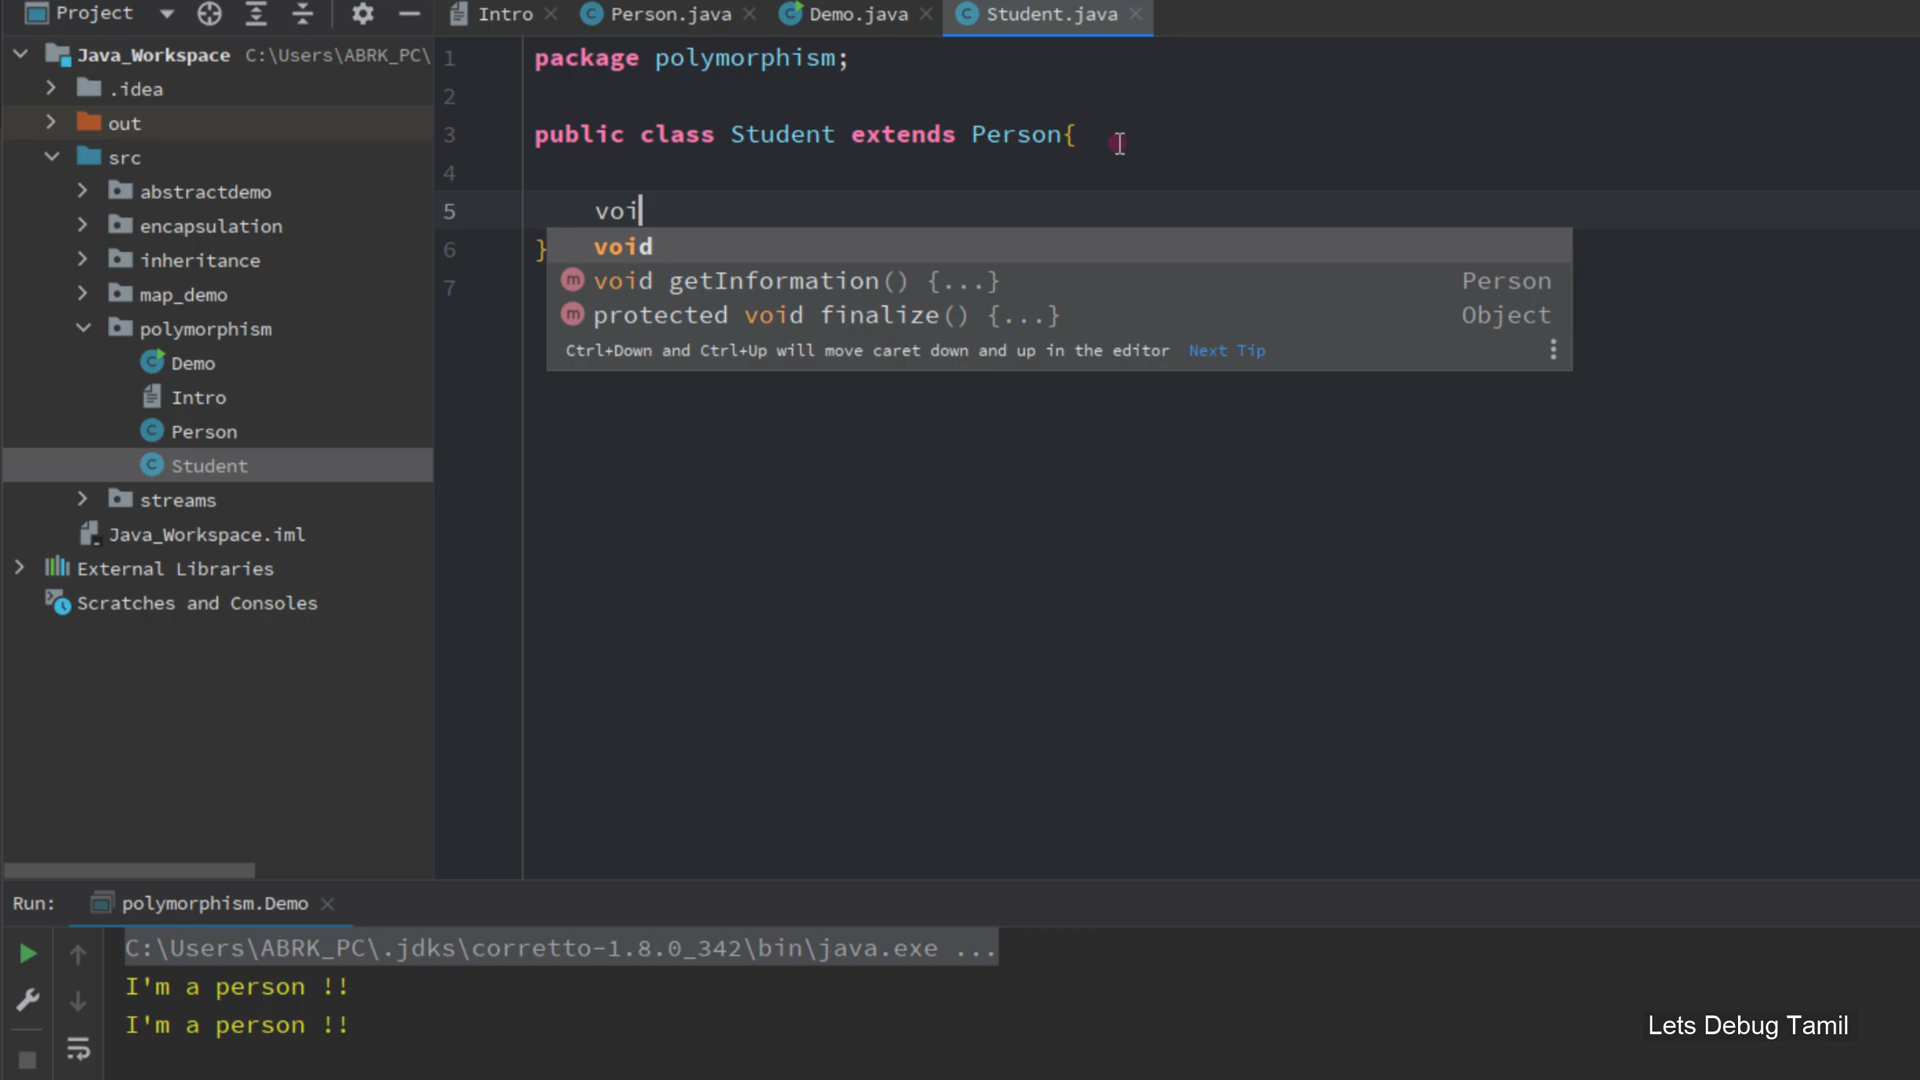 Project
Intro
Person.java
Demo.java
Student.java
Java_Workspace C:\Users\ABRK_PC\
.idea
out
src
abstractdemo
encapsulation
inheritance
map_demo
polymorphism
Demo
Intro
Person
Student
streams
Java_Workspace.iml
External Libraries
Scratches and Consoles
1 package polymorphism;
2
3 public class Student extends Person{
4
5 voi
6 }
7
void
m void getInformation() {...} Person
m protected void finalize() {...} Object
Ctrl+Down and Ctrl+Up will move caret down and up in the editor Next Tip
Run: polymorphism.Demo
C:\Users\ABRK_PC\.jdks\corretto-1.8.0_342\bin\java.exe ...
I'm a person !!
I'm a person !!
Lets Debug Tamil